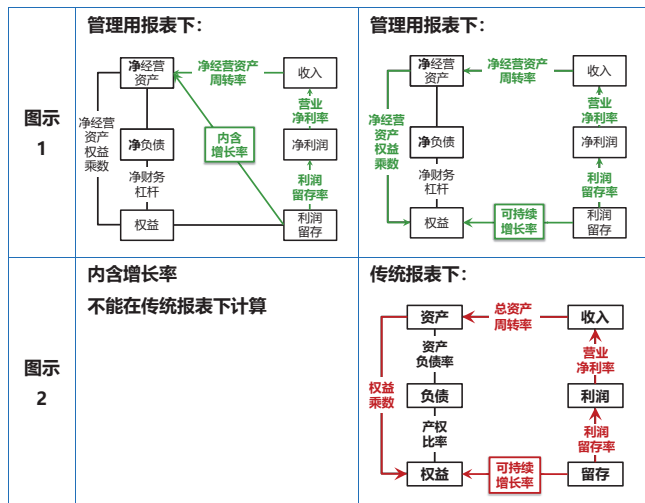 图示
1
管理用报表下：
净经营
资产
净经营资产
周转率
收入
营业
净利率
净经营
资产
权益
乘数
内含
增长率
净负债
净利润
净财务
杠杆
利润
留存率
权益
利润
留存
管理用报表下：
净经营
资产
净经营资产
周转率
收入
营业
净利率
净经营
资产
权益
乘数
净负债
净利润
净财务
杠杆
利润
留存率
权益
可持续
增长率
利润
留存
图示
2
内含增长率
不能在传统报表下计算
传统报表下：
资产
总资产
周转率
收入
资产
负债率
营业
净利率
权益
乘数
负债
利润
产权
比率
利润
留存率
权益
可持续
增长率
留存